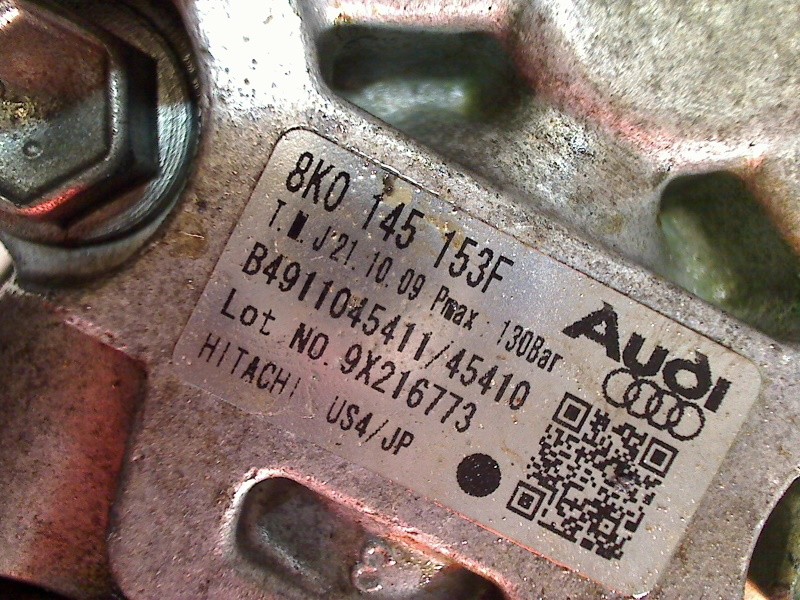 8K0 145 153F
T.M.J 21.10.09 Pmax 130Bar
B4911045411/45410
Lot NO. 9X216773
HITACHI US4/JP
Audi